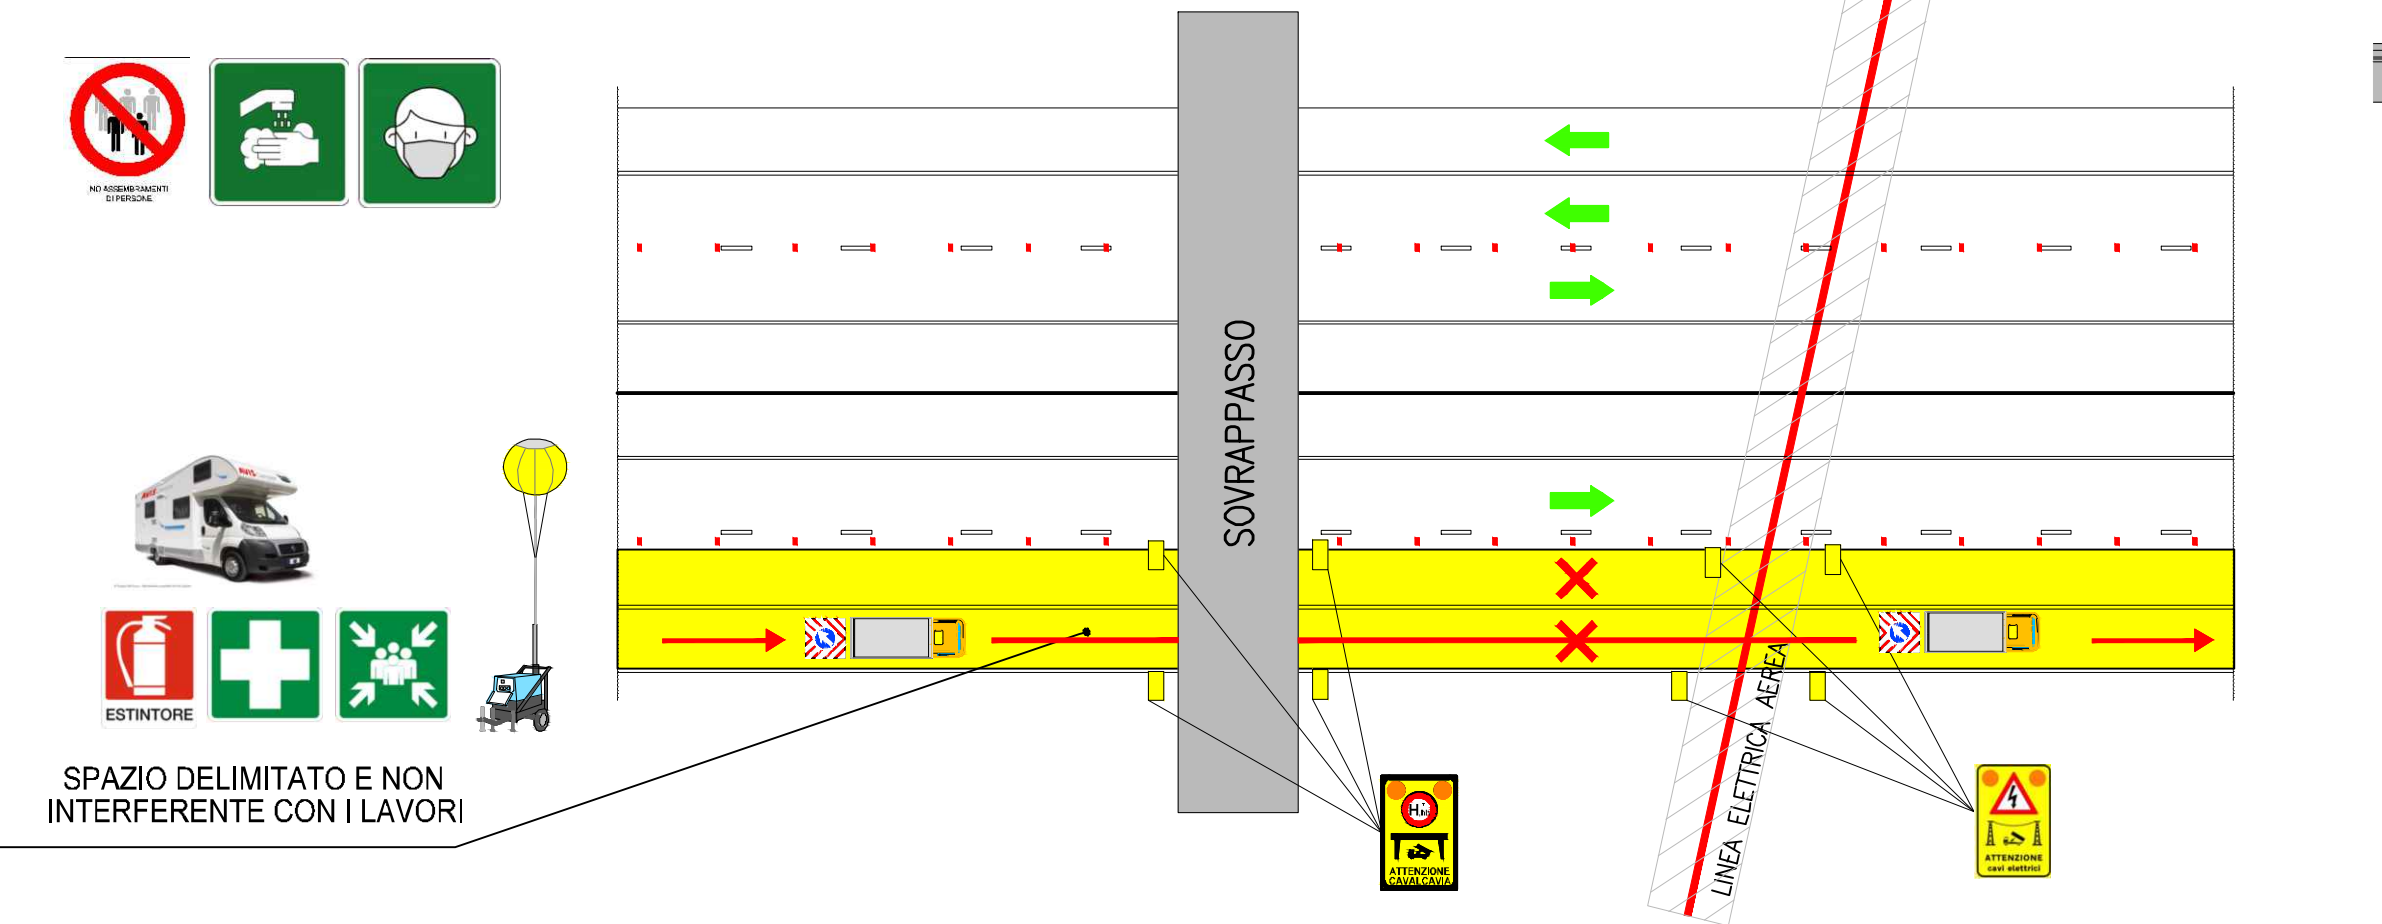 NO ASSEMBRAMENTI
DI PERSONE
SOVRAPPASSO
ESTINTORE
SPAZIO DELIMITATO E NON
INTERFERENTE CON I LAVORI
LINEA ELETTRICA AEREA
ATTENZIONE
CAVALCAVIA
ATTENZIONE
cavi elettrici